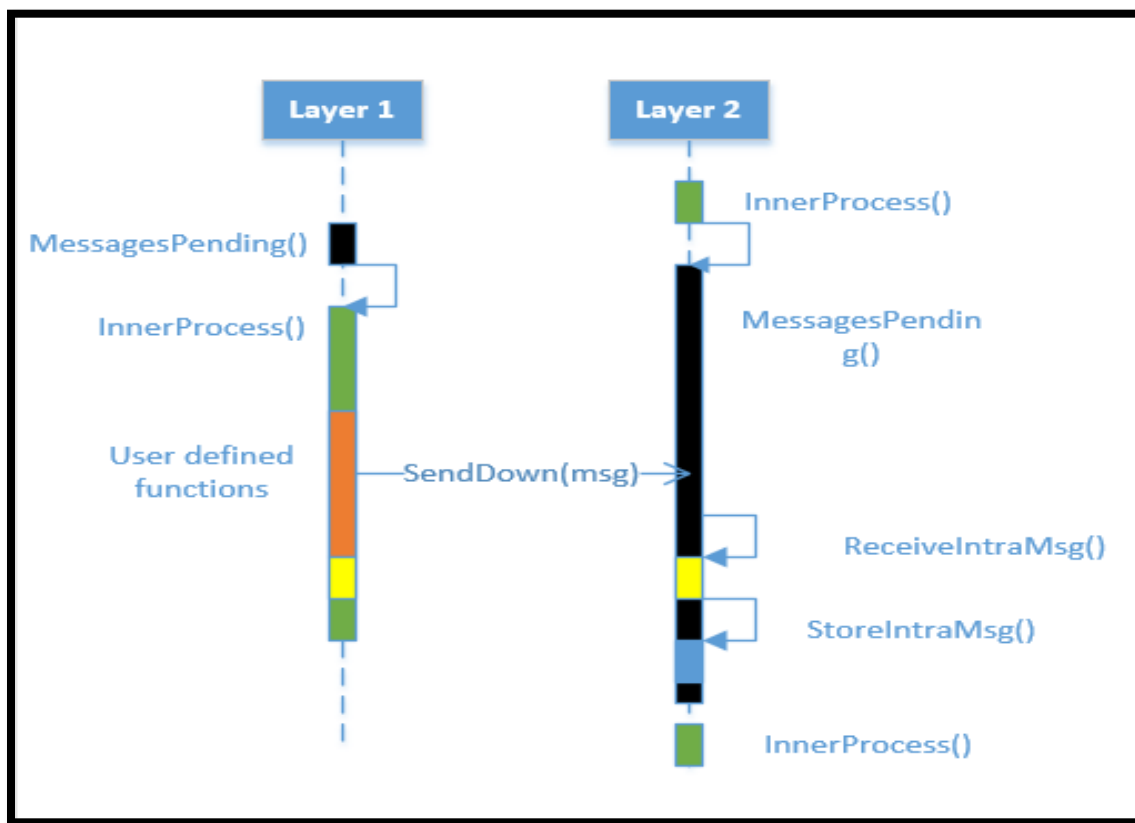 Layer 1
Layer 2
InnerProcess()
MessagesPending()
InnerProcess()
MessagesPendin
g()
User defined
functions
SendDown(msg)
ReceiveIntraMsg()
StoreIntraMsg()
InnerProcess()